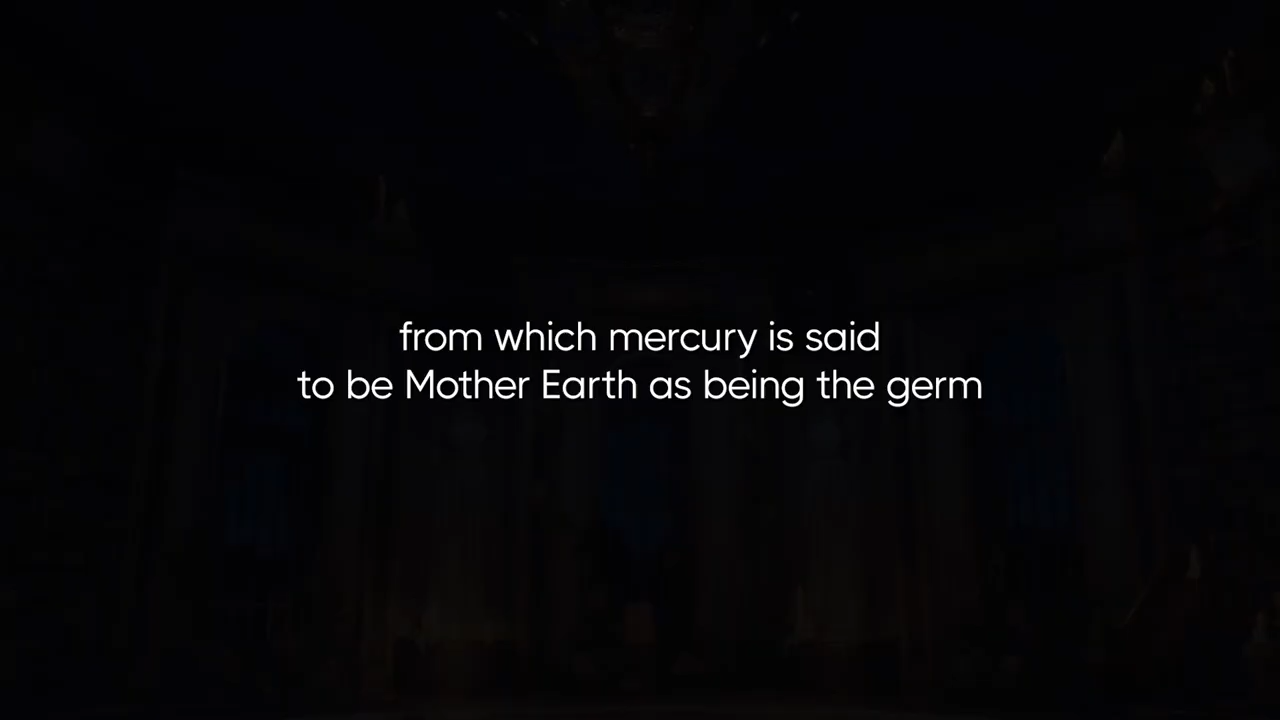 from which mercury is said
to be Mother Earth as being the germ